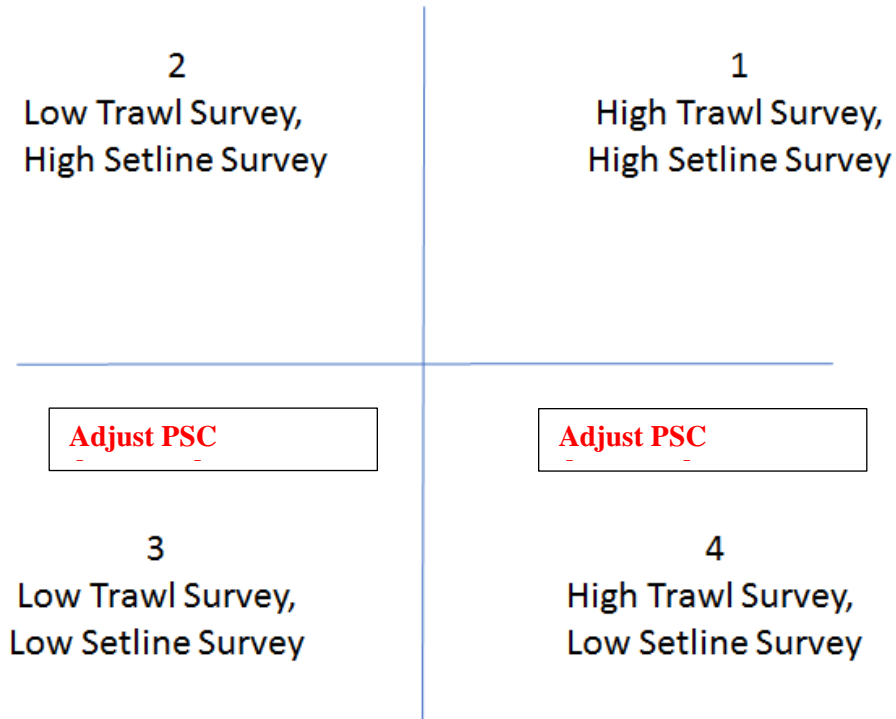 2
Low Trawl Survey,
High Setline Survey
1
High Trawl Survey,
High Setline Survey
Adjust PSC
Adjust PSC
3
Low Trawl Survey,
Low Setline Survey
4
High Trawl Survey,
Low Setline Survey